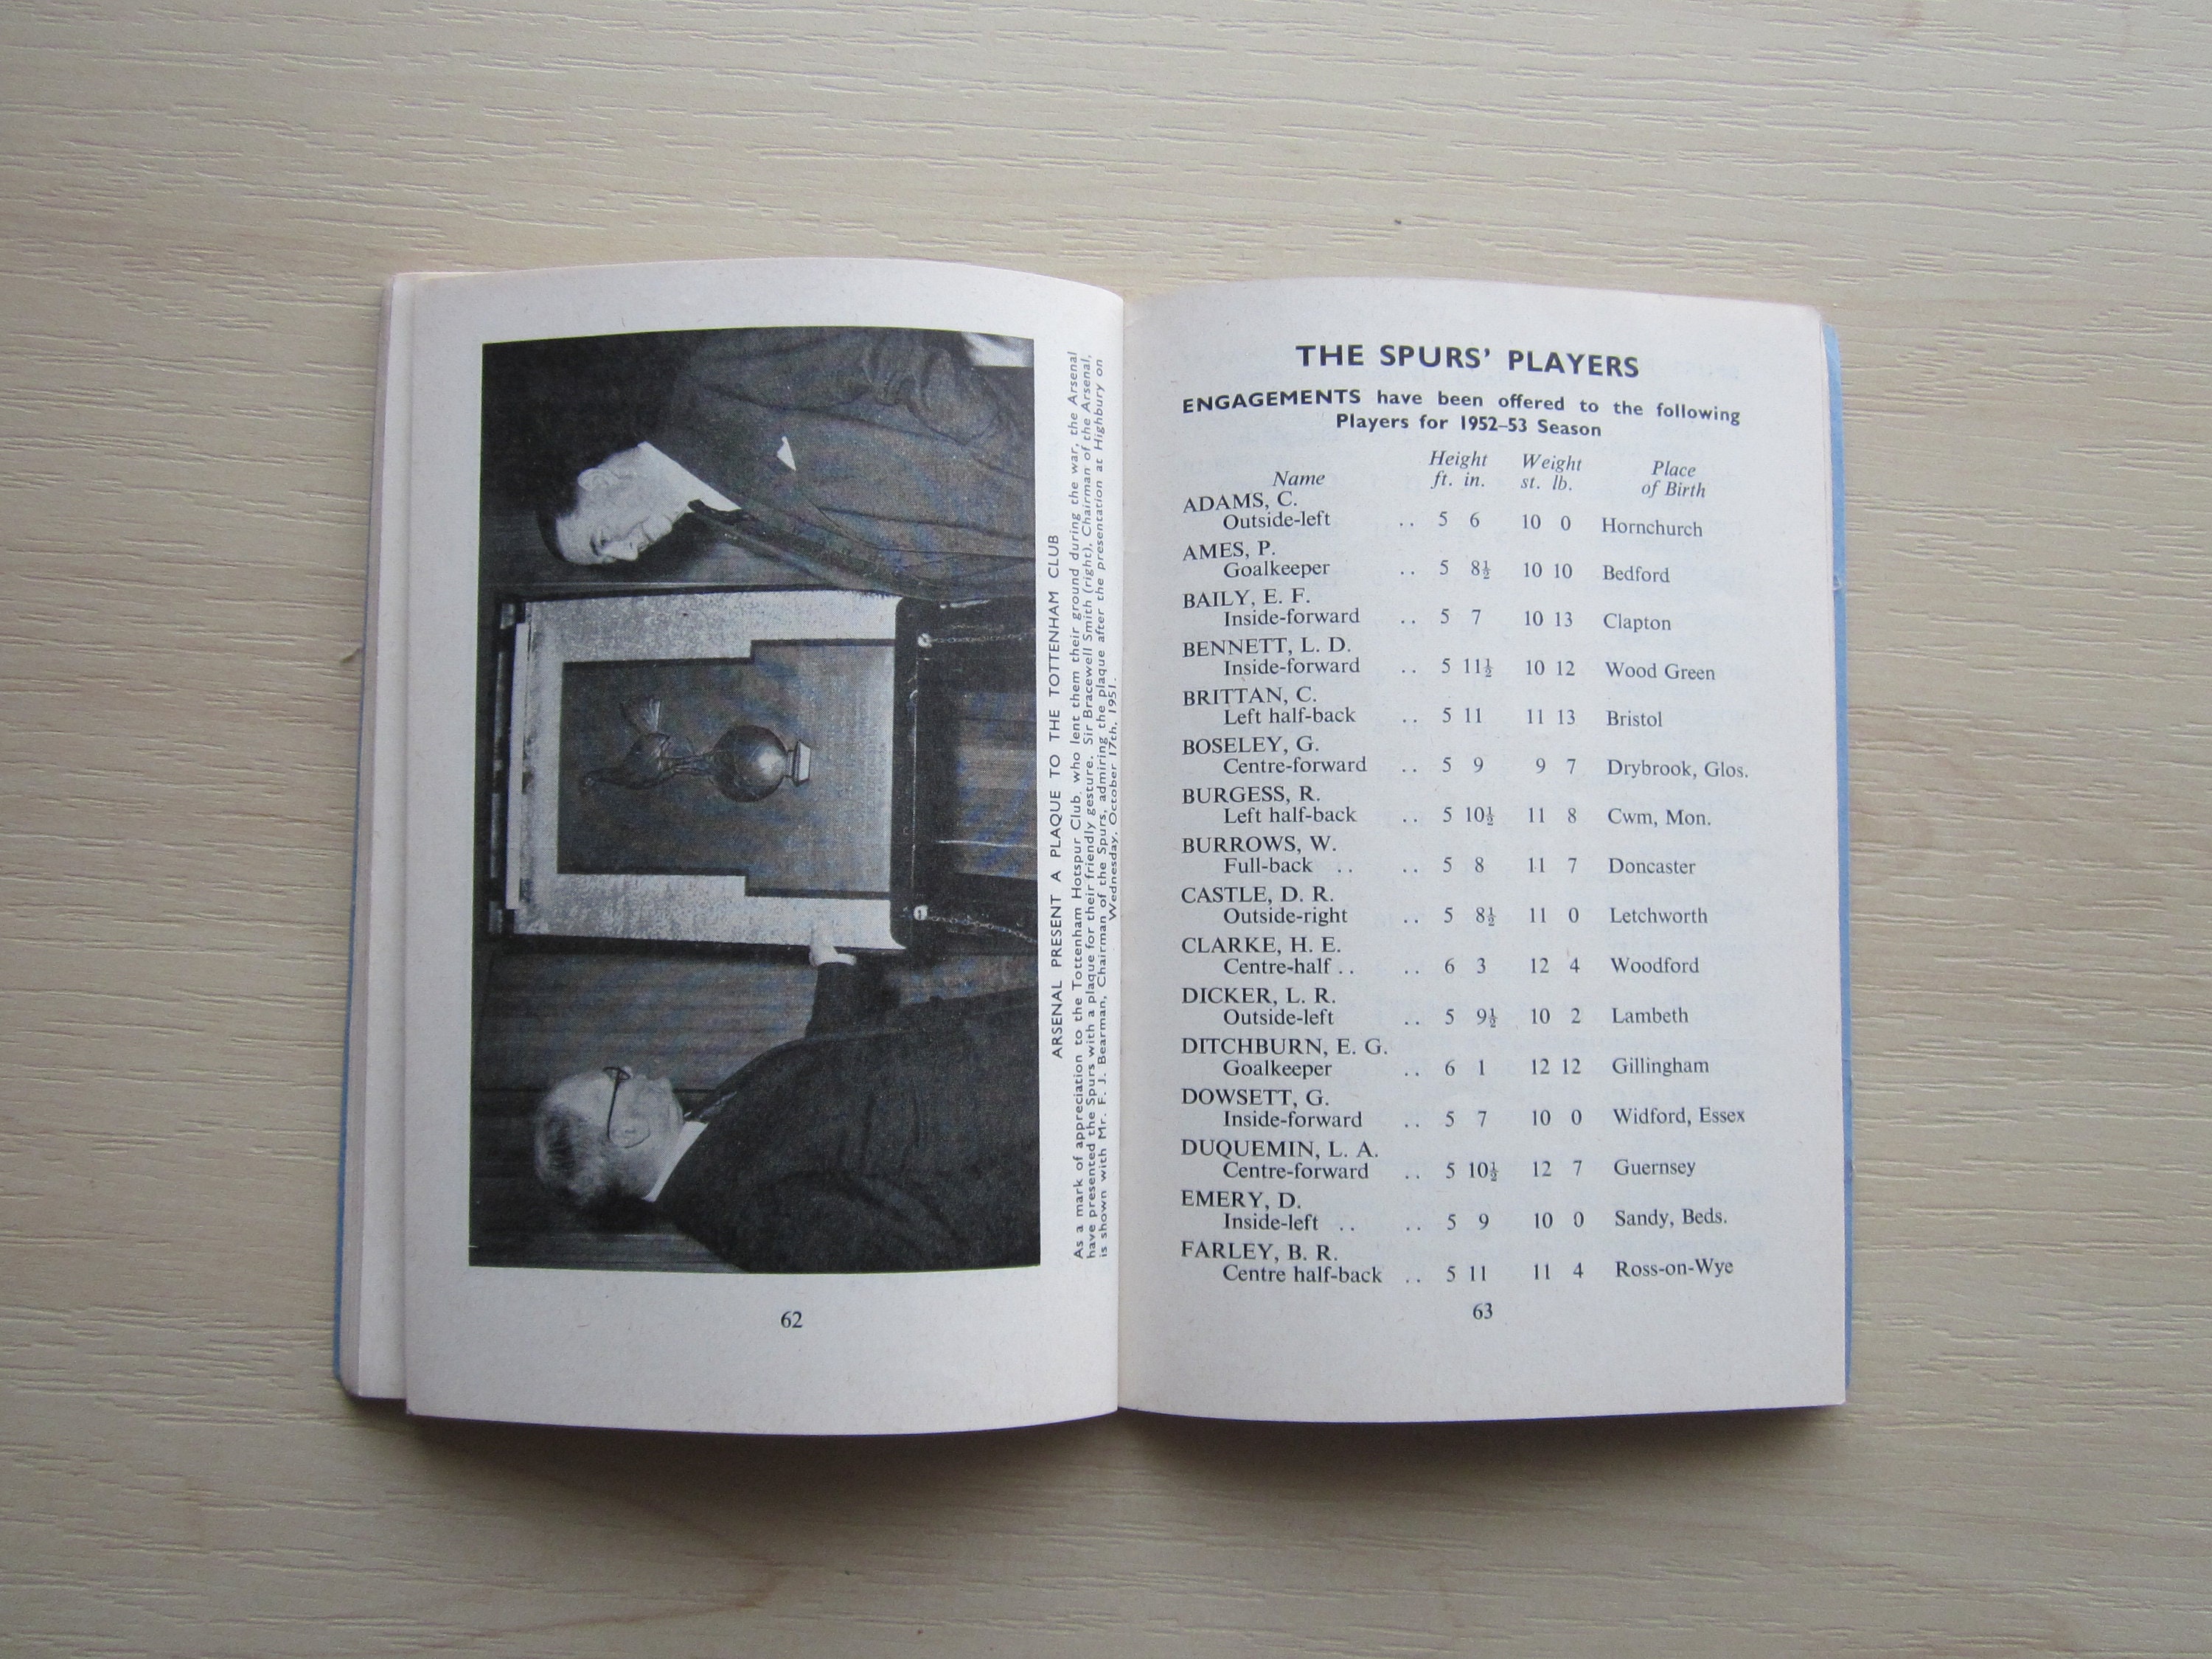 ARSENAL PRESENT A PLAQUE TO THE TOTTENHAM CLUB
As a mark of appreciation to the Tottenham Hotspur Club, who lent them their ground during the war, the Arsenal
have presented the Spurs with a plaque for their friendly gesture. Sir Bracewell Smith (right), Chairman of the Arsenal,
is shown with Mr. F. J. Bearman, Chairman of the Spurs, admiring the plaque after the presentation at Highbury on
Wednesday, October 17th, 1951.
62
THE SPURS' PLAYERS
ENGAGEMENTS have been offered to the following
Players for 1952–53 Season
Height Weight Place
Name ft. in. st. lb. of Birth
ADAMS, C.
Outside-left .. 5 6 10 0 Hornchurch
AMES, P.
Goalkeeper .. 5 8½ 10 10 Bedford
BAILY, E. F.
Inside-forward .. 5 7 10 13 Clapton
BENNETT, L. D.
Inside-forward .. 5 11½ 10 12 Wood Green
BRITTAN, C.
Left half-back .. 5 11 11 13 Bristol
BOSELEY, G.
Centre-forward .. 5 9 9 7 Drybrook, Glos.
BURGESS, R.
Left half-back .. 5 10½ 11 8 Cwm, Mon.
BURROWS, W.
Full-back .. .. 5 8 11 7 Doncaster
CASTLE, D. R.
Outside-right .. 5 8½ 11 0 Letchworth
CLARKE, H. E.
Centre-half .. .. 6 3 12 4 Woodford
DICKER, L. R.
Outside-left .. 5 9½ 10 2 Lambeth
DITCHBURN, E. G.
Goalkeeper .. 6 1 12 12 Gillingham
DOWSETT, G.
Inside-forward .. 5 7 10 0 Widford, Essex
DUQUEMIN, L. A.
Centre-forward .. 5 10½ 12 7 Guernsey
EMERY, D.
Inside-left .. .. 5 9 10 0 Sandy, Beds.
FARLEY, B. R.
Centre half-back .. 5 11 11 4 Ross-on-Wye
63